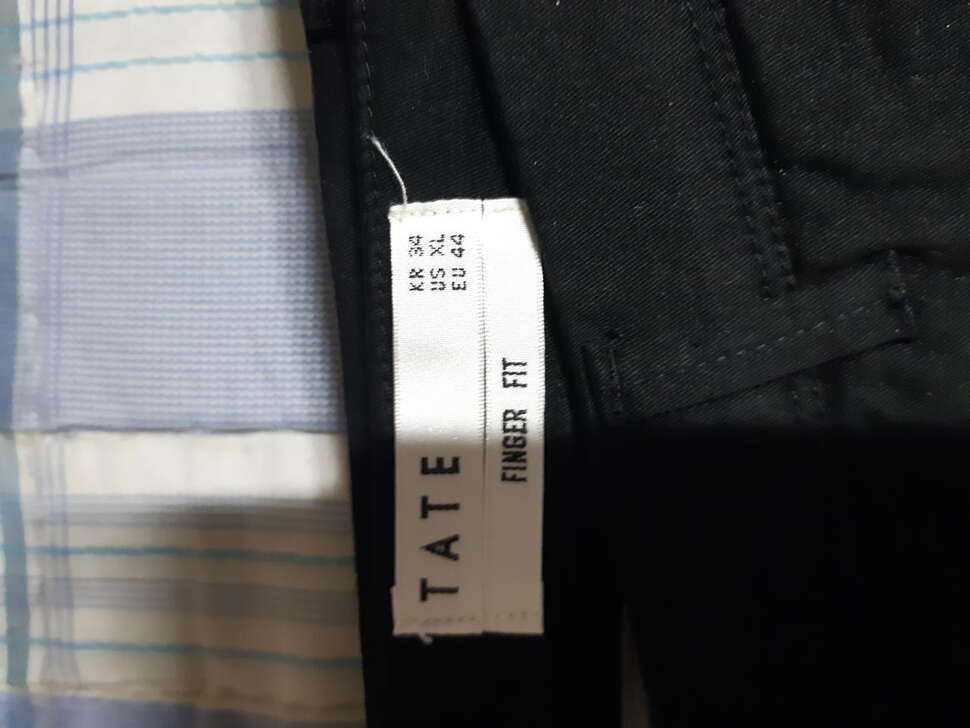 TATE
KR 34
US XL
EU 44
FINGER FIT